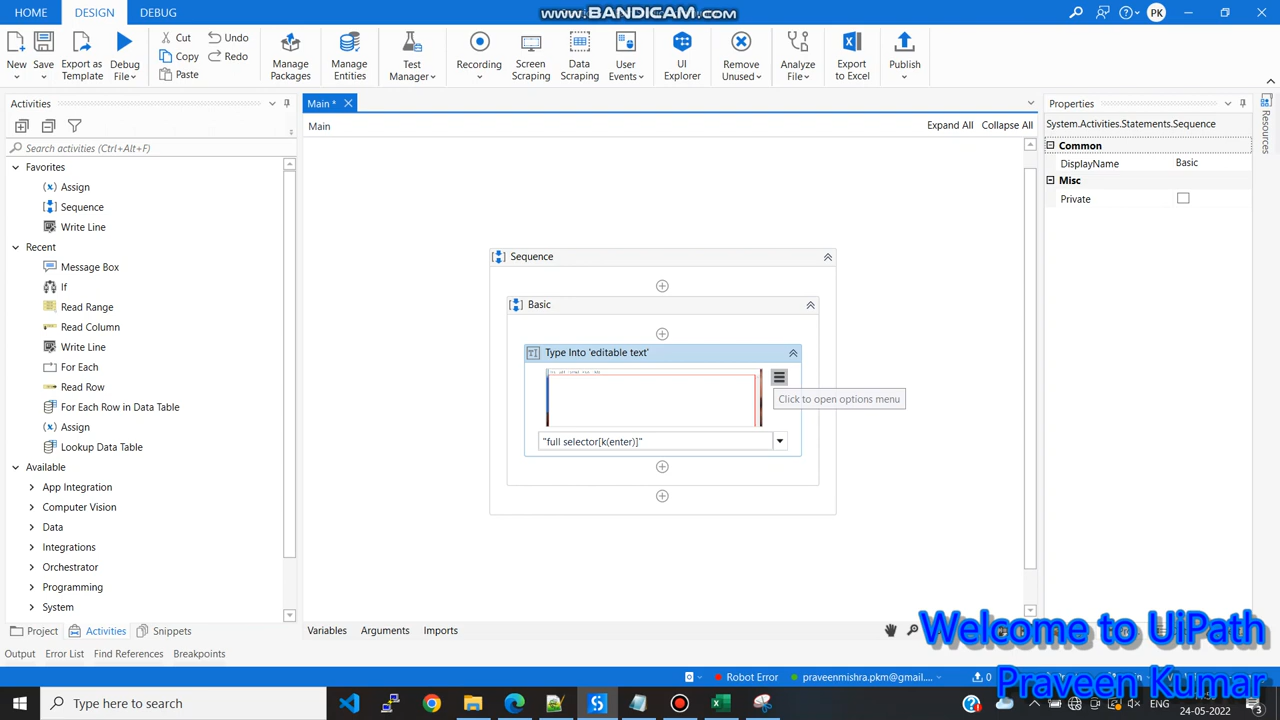 HOME DESIGN DEBUG
www.BANDICAM.com
PK
New Save Export as Template Debug File
Cut Copy Paste Undo Redo
Manage Packages Manage Entities Test Manager Recording Screen Scraping Data Scraping User Events UI Explorer Remove Unused Analyze File Export to Excel Publish
Activities
Search activities (Ctrl+Alt+F)
Favorites
Assign
Sequence
Write Line
Recent
Message Box
If
Read Range
Read Column
Write Line
For Each
Read Row
For Each Row in Data Table
Assign
Lookup Data Table
Available
App Integration
Computer Vision
Data
Integrations
Orchestrator
Programming
System
Project Activities Snippets
Main *
Main Expand All Collapse All
Sequence
Basic
Type Into 'editable text'
Click to open options menu
"full selector[k(enter)]"
Variables Arguments Imports
Properties
System.Activities.Statements.Sequence
Common
DisplayName Basic
Misc
Private
Resources
Output Error List Find References Breakpoints
Welcome to UiPath
Praveen Kumar
Robot Error praveenmishra.pkm@gmail.... 0
Type here to search
ENG
24-05-2022
3